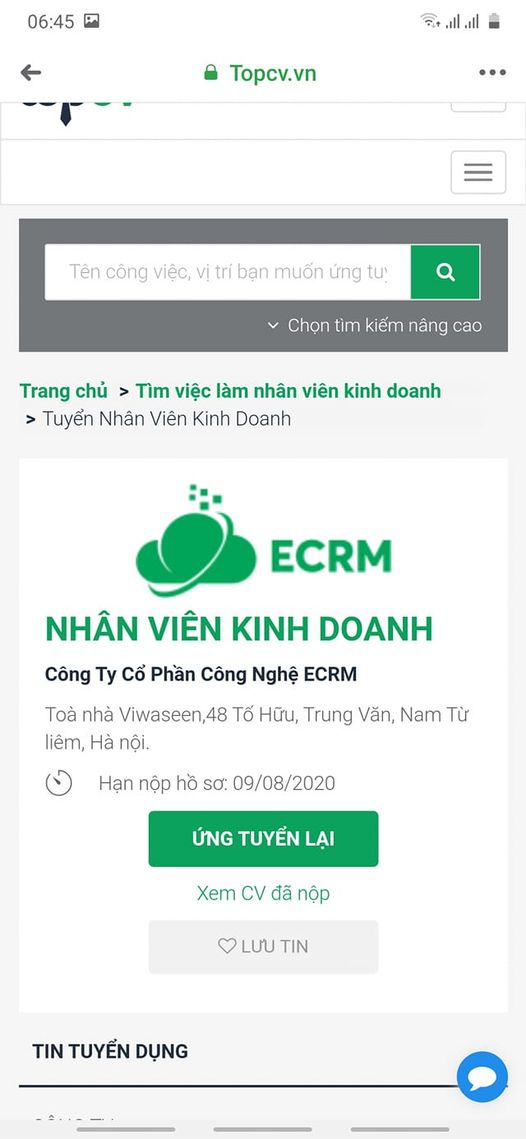 06:45
Topcv.vn
Tên công việc, vị trí bạn muốn ứng tuy
Chọn tìm kiếm nâng cao
Trang chủ > Tìm việc làm nhân viên kinh doanh
> Tuyển Nhân Viên Kinh Doanh
ECRM
NHÂN VIÊN KINH DOANH
Công Ty Cổ Phần Công Nghệ ECRM
Toà nhà Viwaseen,48 Tố Hữu, Trung Văn, Nam Từ
liêm, Hà nội.
Hạn nộp hồ sơ: 09/08/2020
ỨNG TUYỂN LẠI
Xem CV đã nộp
LƯU TIN
TIN TUYỂN DỤNG